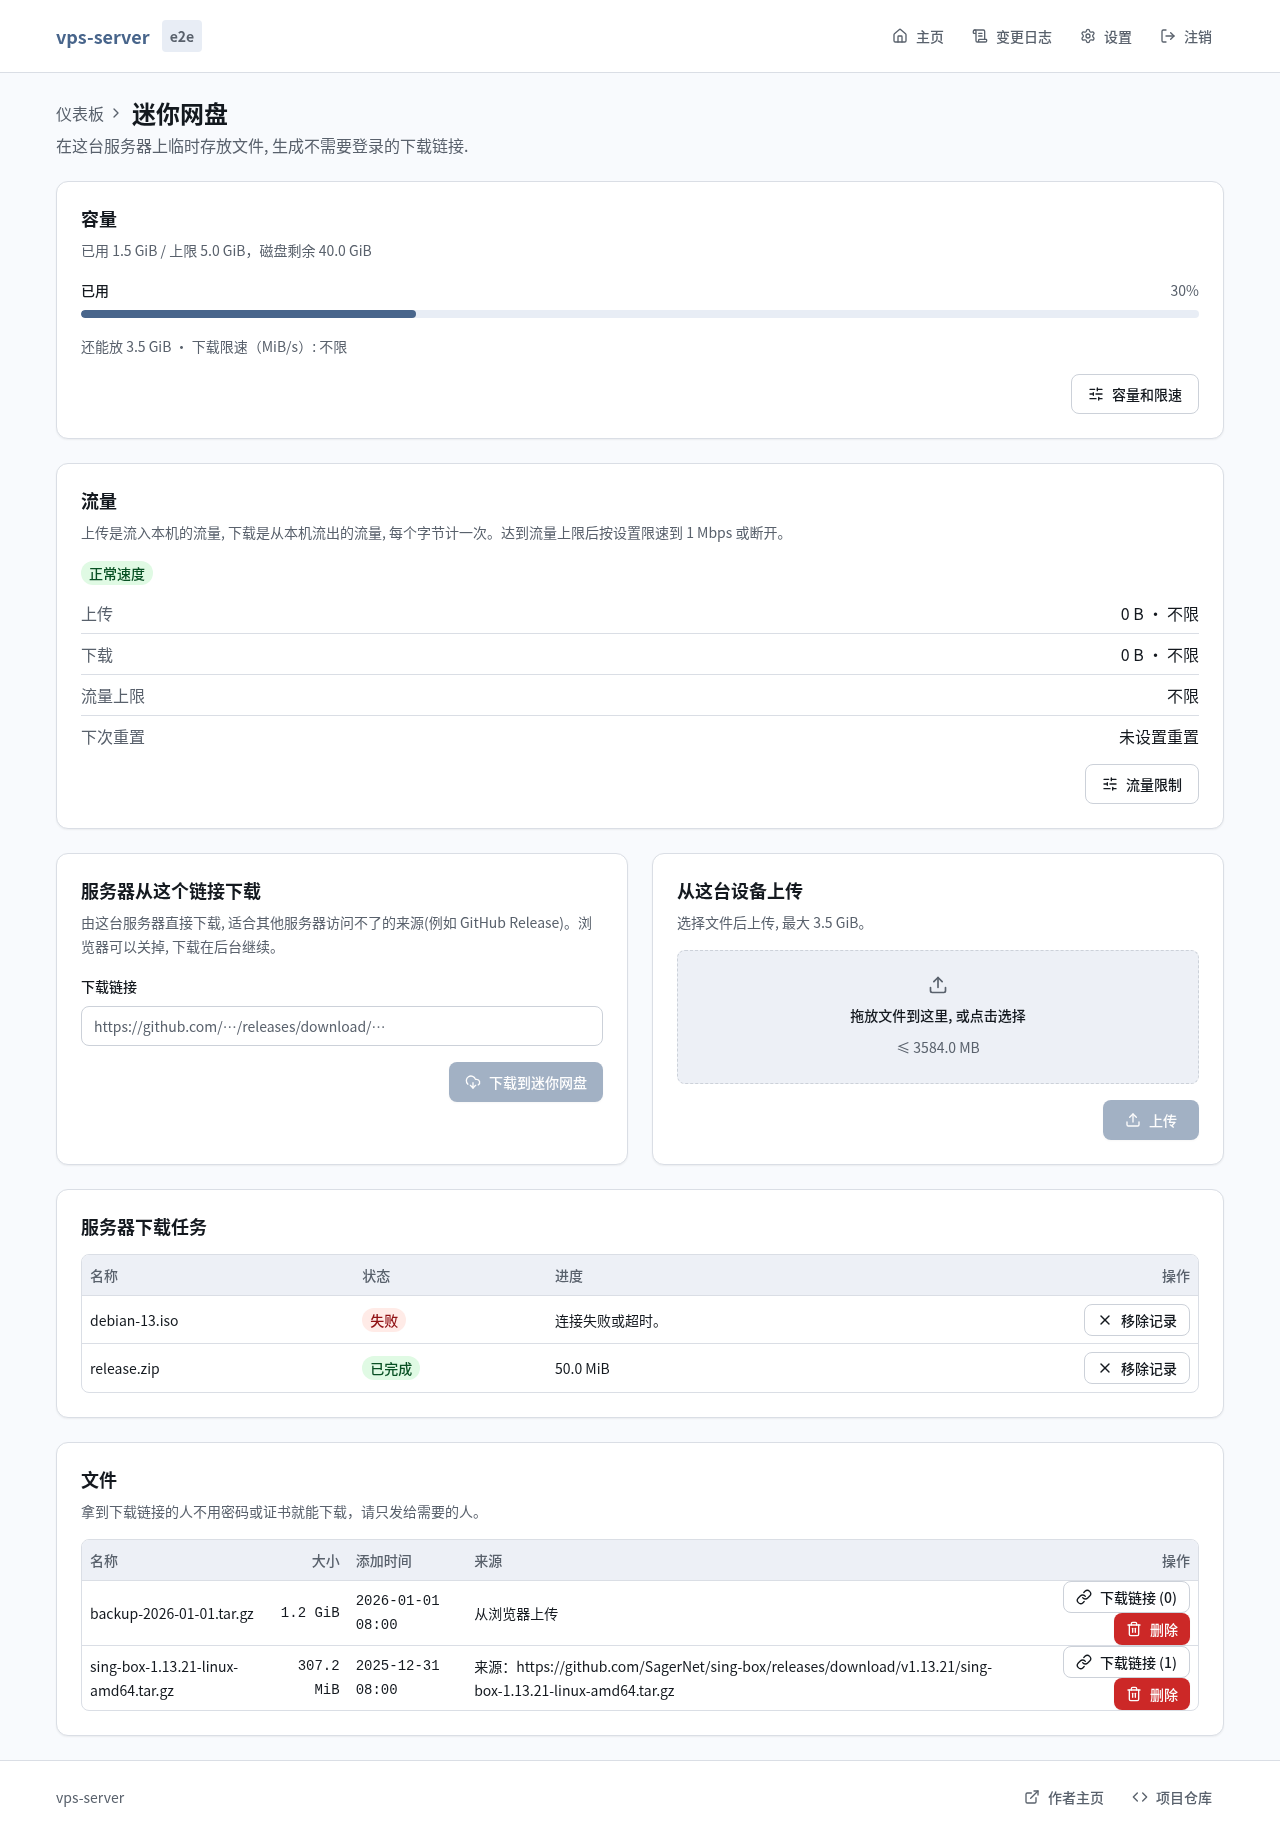 vps-server e2e 主页 变更日志 设置 注销
仪表板 迷你网盘
在这台服务器上临时存放文件, 生成不需要登录的下载链接.
容量
已用 1.5 GiB / 上限 5.0 GiB，磁盘剩余 40.0 GiB
已用 30%
还能放 3.5 GiB · 下载限速（MiB/s）: 不限
容量和限速
流量
上传是流入本机的流量, 下载是从本机流出的流量, 每个字节计一次。达到流量上限后按设置限速到 1 Mbps 或断开。
正常速度
上传 0 B · 不限
下载 0 B · 不限
流量上限 不限
下次重置 未设置重置
流量限制
服务器从这个链接下载
由这台服务器直接下载, 适合其他服务器访问不了的来源(例如 GitHub Release)。浏
览器可以关掉, 下载在后台继续。
下载链接
https://github.com/…/releases/download/…
下载到迷你网盘
从这台设备上传
选择文件后上传, 最大 3.5 GiB。
拖放文件到这里, 或点击选择
≤ 3584.0 MB
上传
服务器下载任务
名称 状态 进度 操作
debian-13.iso 失败 连接失败或超时。 移除记录
release.zip 已完成 50.0 MiB 移除记录
文件
拿到下载链接的人不用密码或证书就能下载，请只发给需要的人。
名称 大小 添加时间 来源 操作
backup-2026-01-01.tar.gz 1.2 GiB 2026-01-01 从浏览器上传 下载链接 (0)
08:00 删除
sing-box-1.13.21-linux- 307.2 2025-12-31 来源：https://github.com/SagerNet/sing-box/releases/download/v1.13.21/sing- 下载链接 (1)
amd64.tar.gz MiB 08:00 box-1.13.21-linux-amd64.tar.gz 删除
vps-server 作者主页 项目仓库